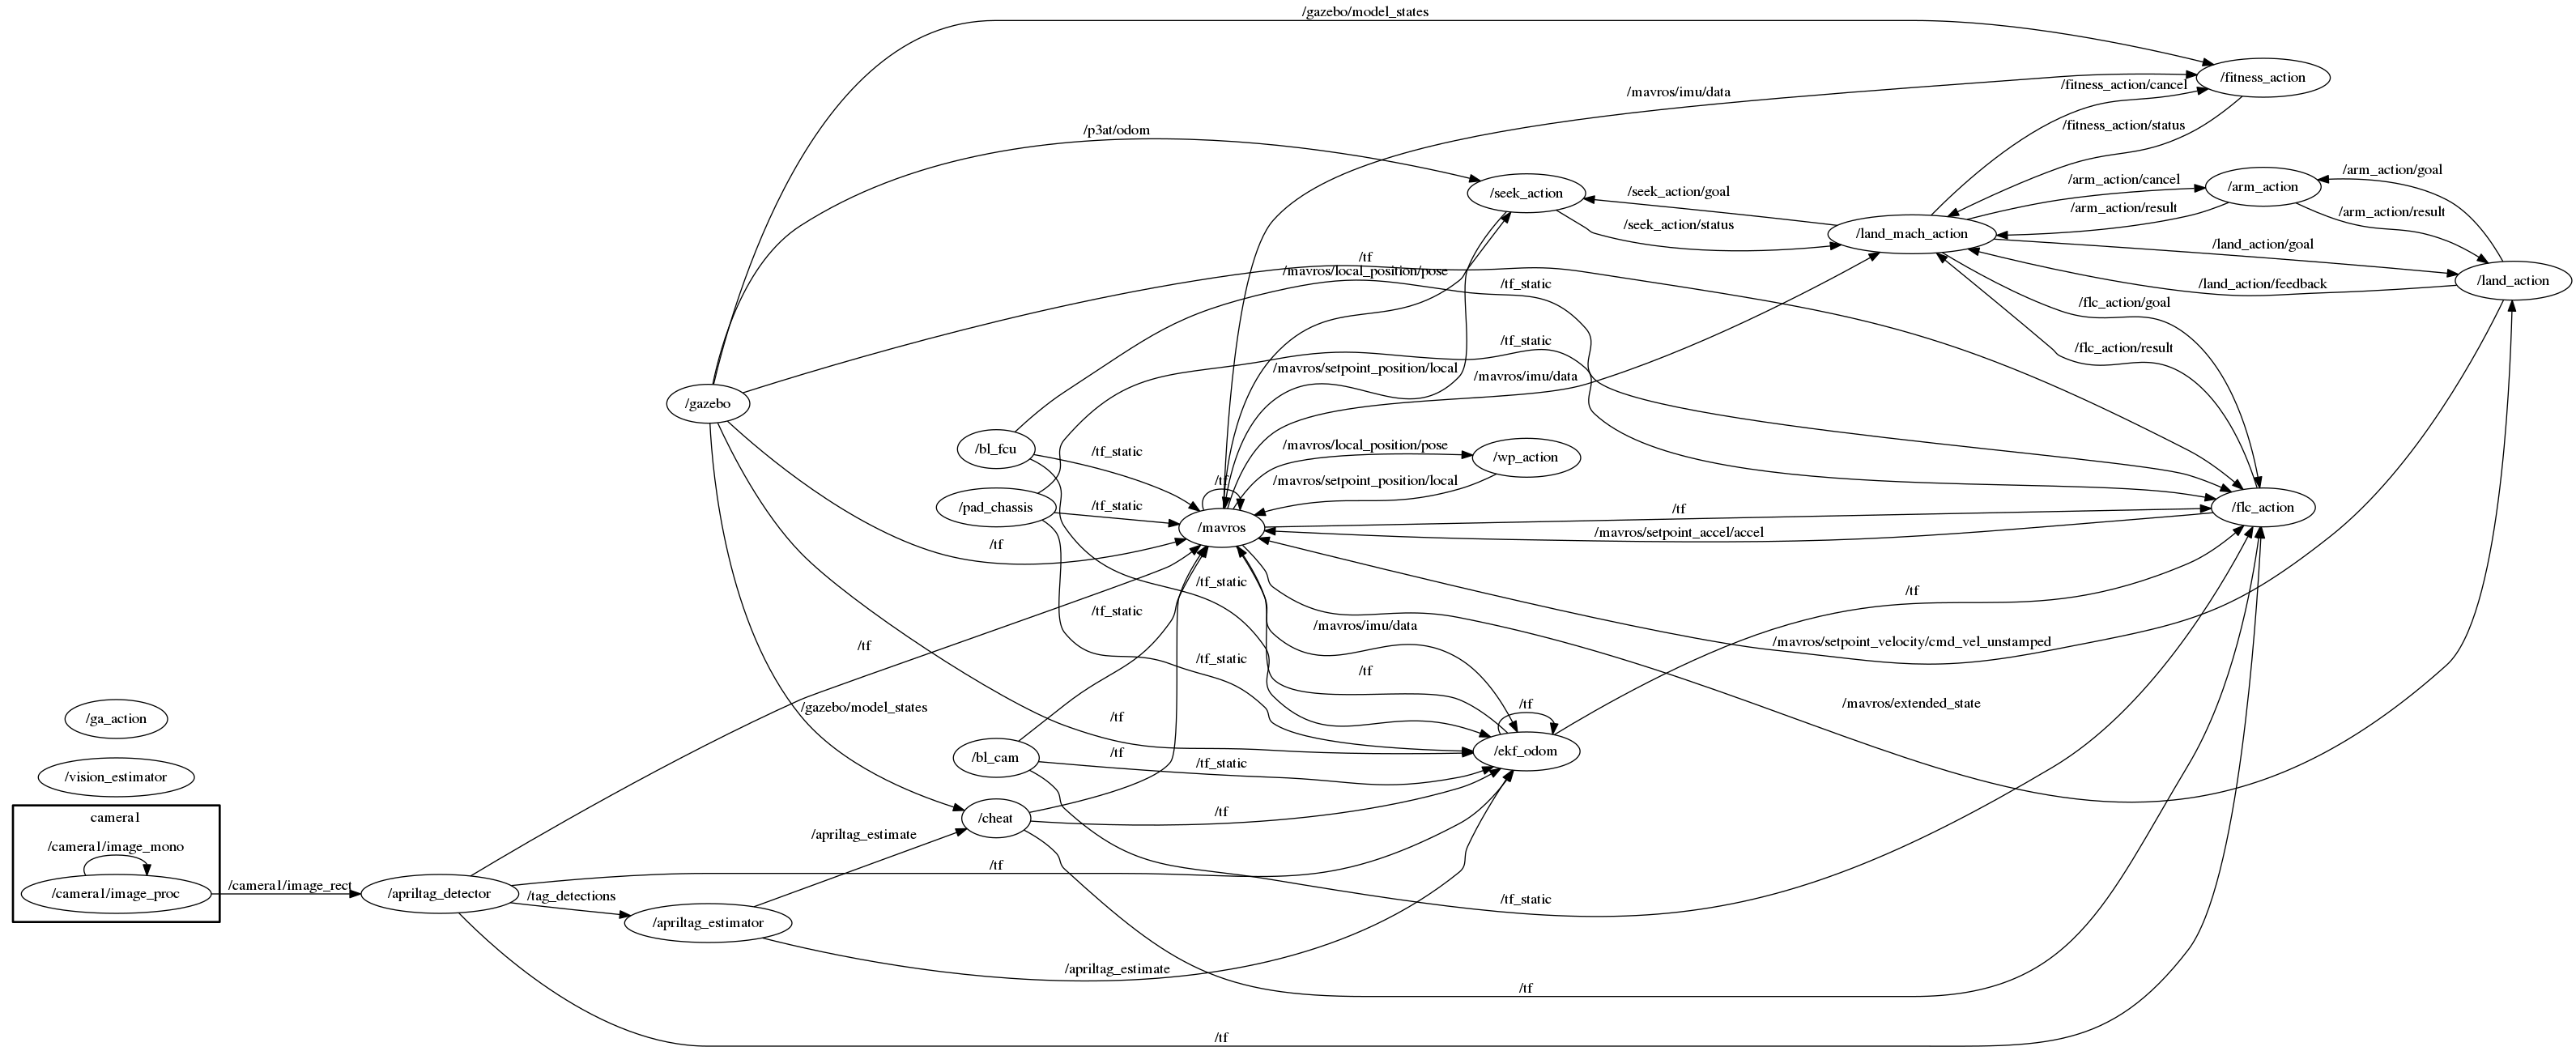 /gazebo/model_states
/fitness_action
/fitness_action/cancel
/mavros/imu/data
/fitness_action/status
/p3at/odom
/arm_action/goal
/arm_action/cancel
/arm_action
/seek_action
/seek_action/goal
/arm_action/result
/arm_action/result
/seek_action/status
/land_mach_action
/land_action/goal
/tf
/mavros/local_position/pose
/land_action
/tf_static
/land_action/feedback
/flc_action/goal
/tf_static
/flc_action/result
/mavros/setpoint_position/local
/mavros/imu/data
/gazebo
/bl_fcu
/tf_static
/mavros/local_position/pose
/wp_action
/mavros/setpoint_position/local
/tf
/pad_chassis
/tf_static
/tf
/flc_action
/mavros
/mavros/setpoint_accel/accel
/tf
/tf_static
/tf
/tf_static
/mavros/imu/data
/tf
/mavros/setpoint_velocity/cmd_vel_unstamped
/tf_static
/tf
/mavros/extended_state
/tf
/gazebo/model_states
/ga_action
/tf
/ekf_odom
/tf
/bl_cam
/tf_static
/vision_estimator
/tf
/cheat
camera1
/apriltag_estimate
/camera1/image_mono
/tf
/camera1/image_rect
/camera1/image_proc
/apriltag_detector
/tag_detections
/tf_static
/apriltag_estimator
/apriltag_estimate
/tf
/tf